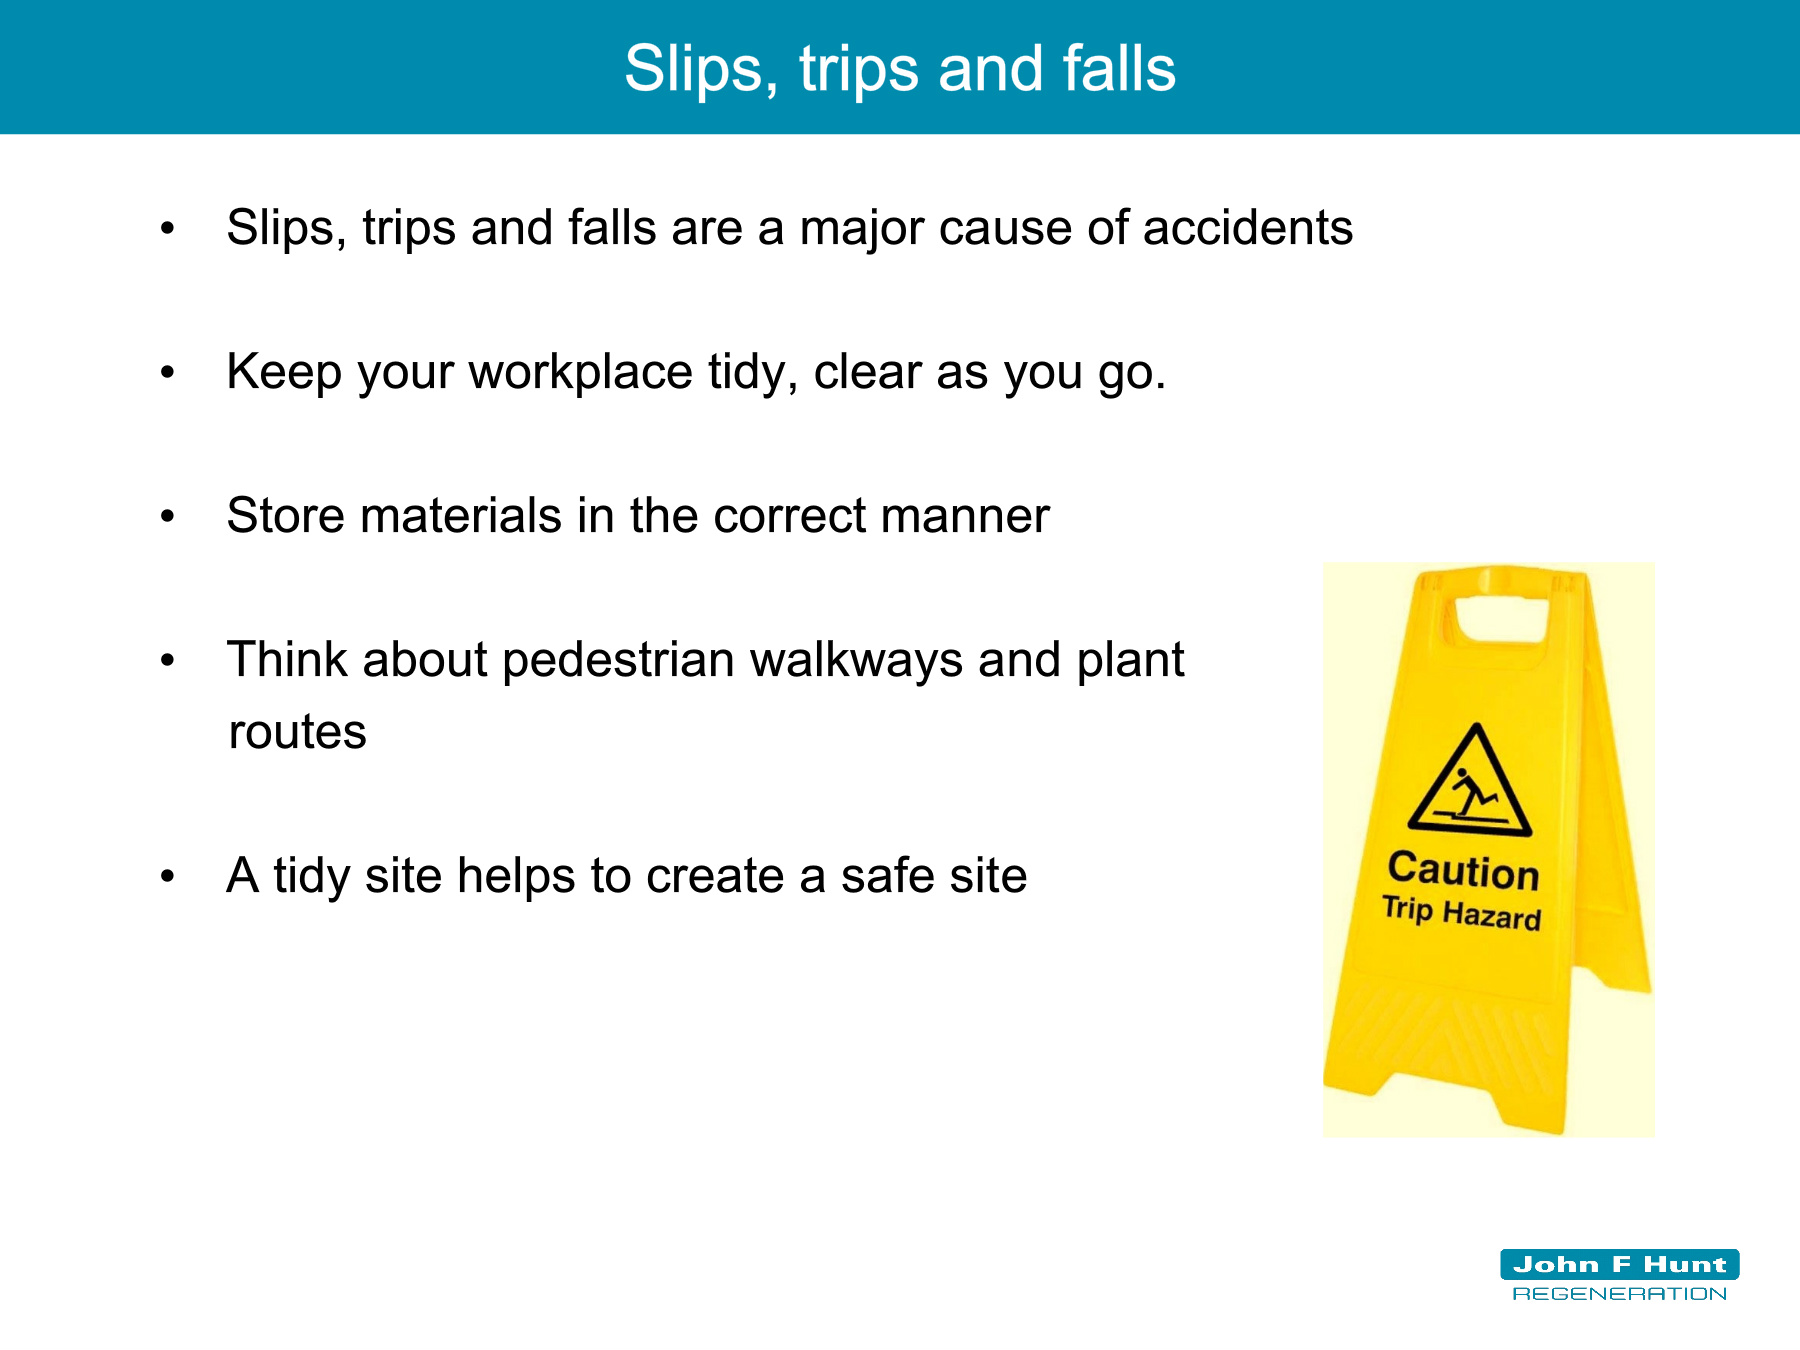 Slips, trips and falls
• Slips, trips and falls are a major cause of accidents
• Keep your workplace tidy, clear as you go.
• Store materials in the correct manner
• Think about pedestrian walkways and plant
routes
• A tidy site helps to create a safe site
Caution
Trip Hazard
John F Hunt
REGENERATION